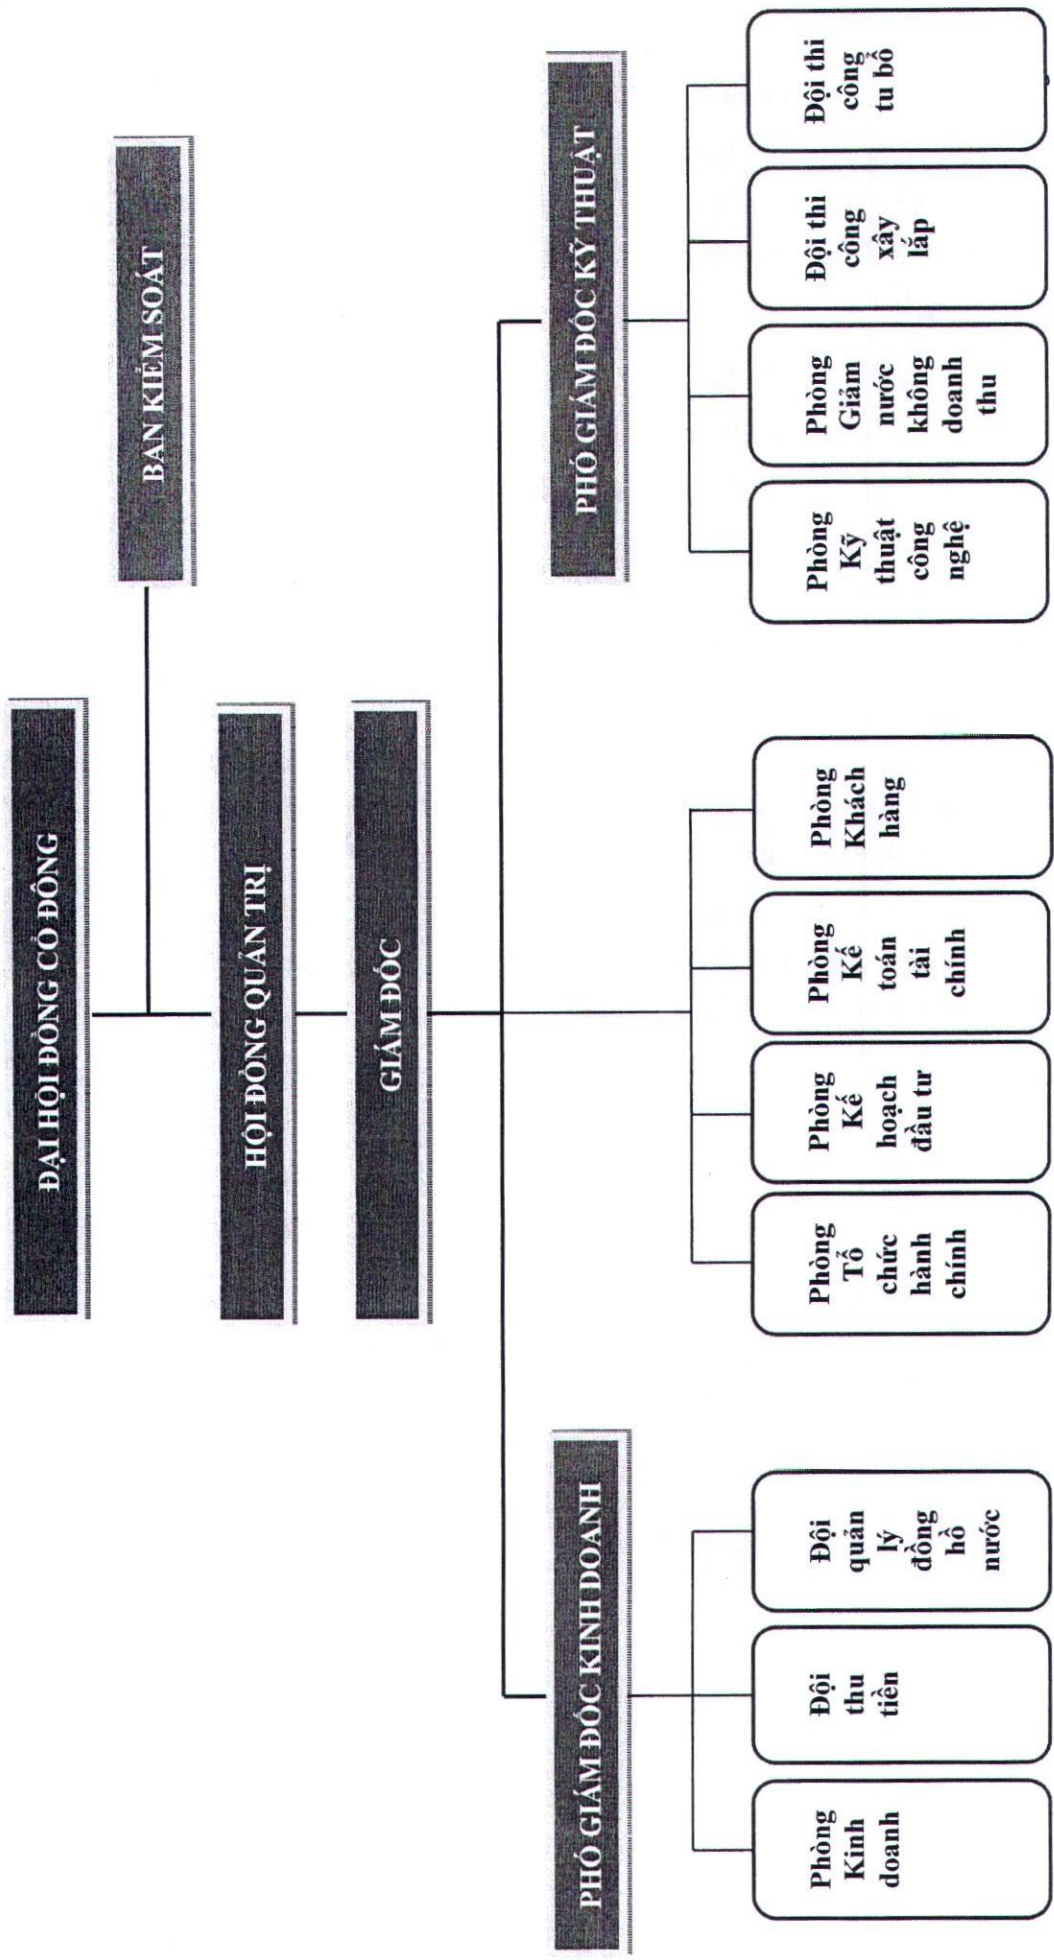 ĐẠI HỘI ĐỒNG CỔ ĐÔNG
BAN KIỂM SOÁT
HỘI ĐỒNG QUẢN TRỊ
GIÁM ĐỐC
PHÓ GIÁM ĐỐC KINH DOANH
PHÓ GIÁM ĐỐC KỸ THUẬT
Phòng
Kinh
doanh
Đội
thu
tiền
Đội
quản
lý
đồng
hồ
nước
Phòng
Tổ
chức
hành
chính
Phòng
Kế
hoạch
đầu tư
Phòng
Kế
toán
tài
chính
Phòng
Khách
hàng
Phòng
Kỹ
thuật
công
nghệ
Phòng
Giảm
nước
không
doanh
thu
Đội thi
công
xây
lắp
Đội thi
công
tu bổ